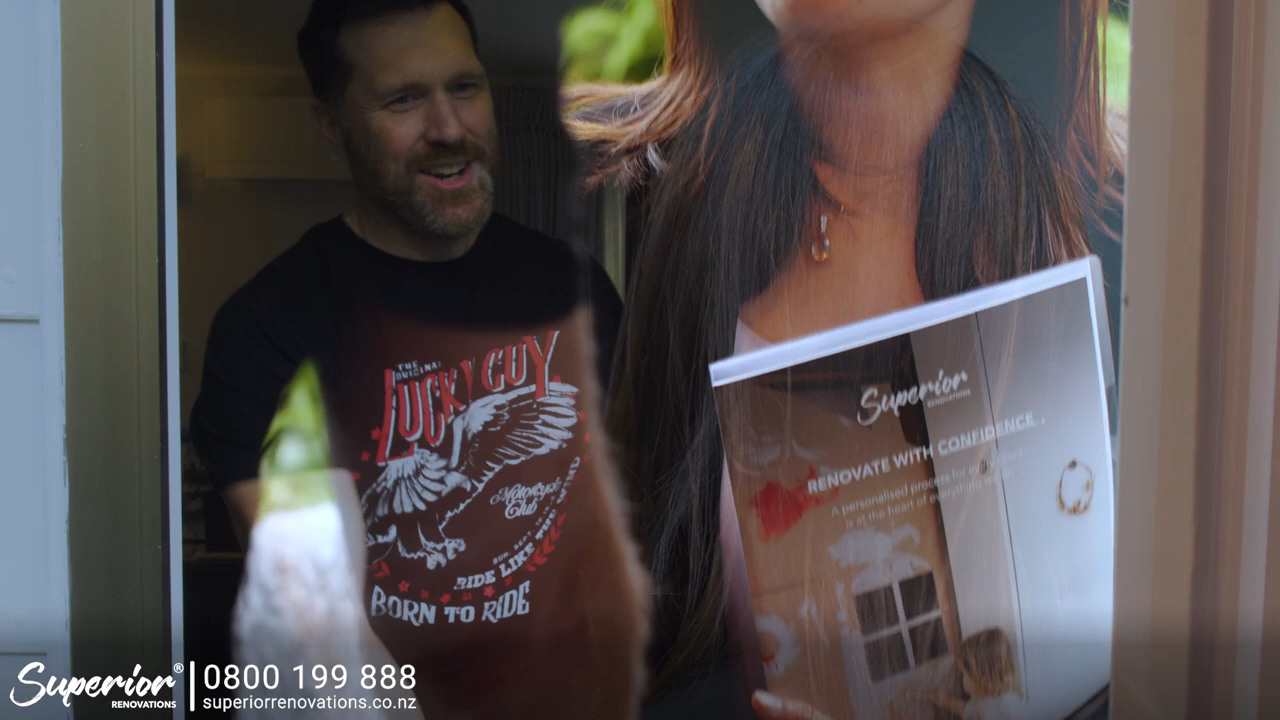 THE
ORIGINAL
LUCKY GUY
Motorcycle
Club
RIDE LIKE THE
BORN TO RIDE
Superior
RENOVATIONS
RENOVATE WITH CONFIDENCE.
A personalised process for
is at the heart of everything we
Superior®
RENOVATIONS
0800 199 888
superiorrenovations.co.nz